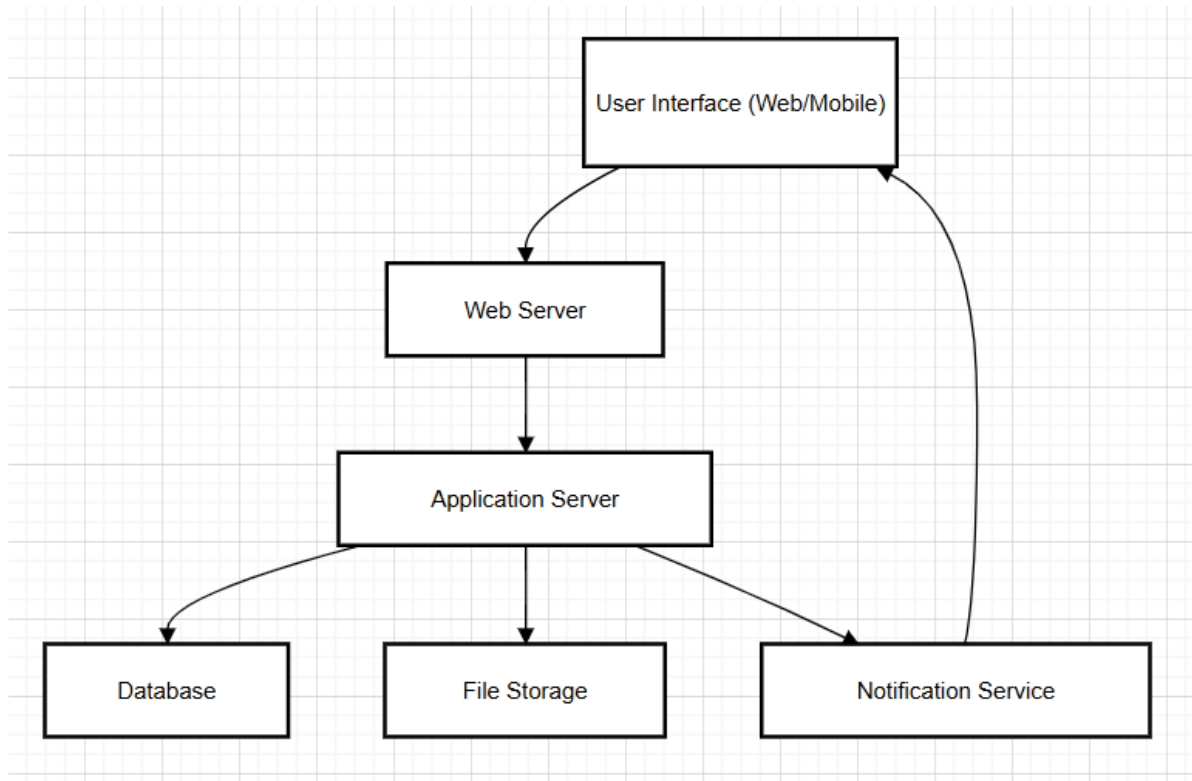 User Interface (Web/Mobile)
Web Server
Application Server
Database
File Storage
Notification Service